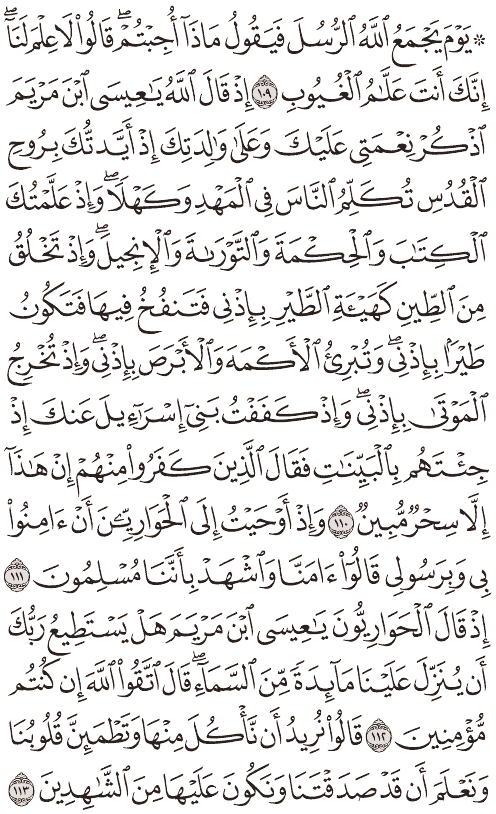 ۞ يَوۡمَ يَجۡمَعُ ٱللَّهُ ٱلرُّسُلَ فَيَقُولُ مَاذَآ أُجِبۡتُمۡۖ قَالُواْ لَا عِلۡمَ لَنَآۖ
إِنَّكَ أَنتَ عَلَّٰمُ ٱلۡغُيُوبِ ١٠٩ إِذۡ قَالَ ٱللَّهُ يَٰعِيسَى ٱبۡنَ مَرۡيَمَ
ٱذۡكُرۡ نِعۡمَتِي عَلَيۡكَ وَعَلَىٰ وَٰلِدَتِكَ إِذۡ أَيَّدتُّكَ بِرُوحِ
ٱلۡقُدُسِ تُكَلِّمُ ٱلنَّاسَ فِي ٱلۡمَهۡدِ وَكَهۡلٗاۖ وَإِذۡ عَلَّمۡتُكَ
ٱلۡكِتَٰبَ وَٱلۡحِكۡمَةَ وَٱلتَّوۡرَىٰةَ وَٱلۡإِنجِيلَۖ وَإِذۡ تَخۡلُقُ
مِنَ ٱلطِّينِ كَهَيۡـَٔةِ ٱلطَّيۡرِ بِإِذۡنِي فَتَنفُخُ فِيهَا فَتَكُونُ
طَيۡرَۢا بِإِذۡنِيۖ وَتُبۡرِئُ ٱلۡأَكۡمَهَ وَٱلۡأَبۡرَصَ بِإِذۡنِيۖ وَإِذۡ تُخۡرِجُ
ٱلۡمَوۡتَىٰ بِإِذۡنِيۖ وَإِذۡ كَفَفۡتُ بَنِيٓ إِسۡرَٰٓءِيلَ عَنكَ إِذۡ
جِئۡتَهُم بِٱلۡبَيِّنَٰتِ فَقَالَ ٱلَّذِينَ كَفَرُواْ مِنۡهُمۡ إِنۡ هَٰذَآ
إِلَّا سِحۡرٞ مُّبِينٞ ١١٠ وَإِذۡ أَوۡحَيۡتُ إِلَى ٱلۡحَوَارِيِّـۧنَ أَنۡ ءَامِنُواْ
بِي وَبِرَسُولِي قَالُوٓاْ ءَامَنَّا وَٱشۡهَدۡ بِأَنَّنَا مُسۡلِمُونَ ١١١
إِذۡ قَالَ ٱلۡحَوَارِيُّونَ يَٰعِيسَى ٱبۡنَ مَرۡيَمَ هَلۡ يَسۡتَطِيعُ رَبُّكَ
أَن يُنَزِّلَ عَلَيۡنَا مَآئِدَةٗ مِّنَ ٱلسَّمَآءِۖ قَالَ ٱتَّقُواْ ٱللَّهَ إِن كُنتُم
مُّؤۡمِنِينَ ١١٢ قَالُواْ نُرِيدُ أَن نَّأۡكُلَ مِنۡهَا وَتَطۡمَئِنَّ قُلُوبُنَا
وَنَعۡلَمَ أَن قَدۡ صَدَقۡتَنَا وَنَكُونَ عَلَيۡهَا مِنَ ٱلشَّٰهِدِينَ ١١٣